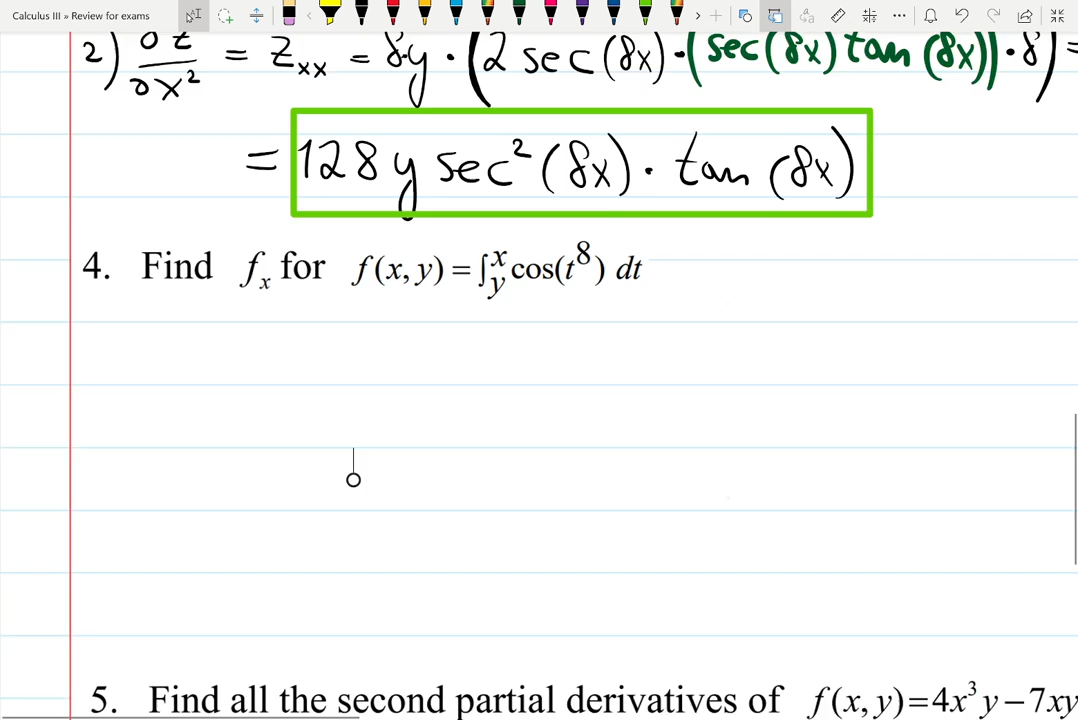 Calculus III » Review for exams
2) ∂z/∂x² = Z_xx = 8y · (2 sec(8x) · (sec(8x) tan(8x)) · 8) =
= 128 y sec²(8x) · tan(8x)
4. Find f_x for f(x, y) = ∫_y^x cos(t⁸) dt
5. Find all the second partial derivatives of f(x, y)=4x³y−7xy